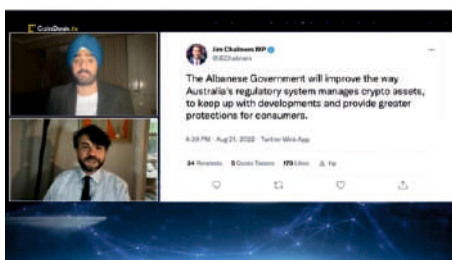 CoinDesk tv
Jim Chalmers MP
@JEChalmers
The Albanese Government will improve the way
Australia's regulatory system manages crypto assets,
to keep up with developments and provide greater
protections for consumers.
4:39 PM · Aug 21, 2022 · Twitter Web App
34 Retweets 5 Quote Tweets 179 Likes